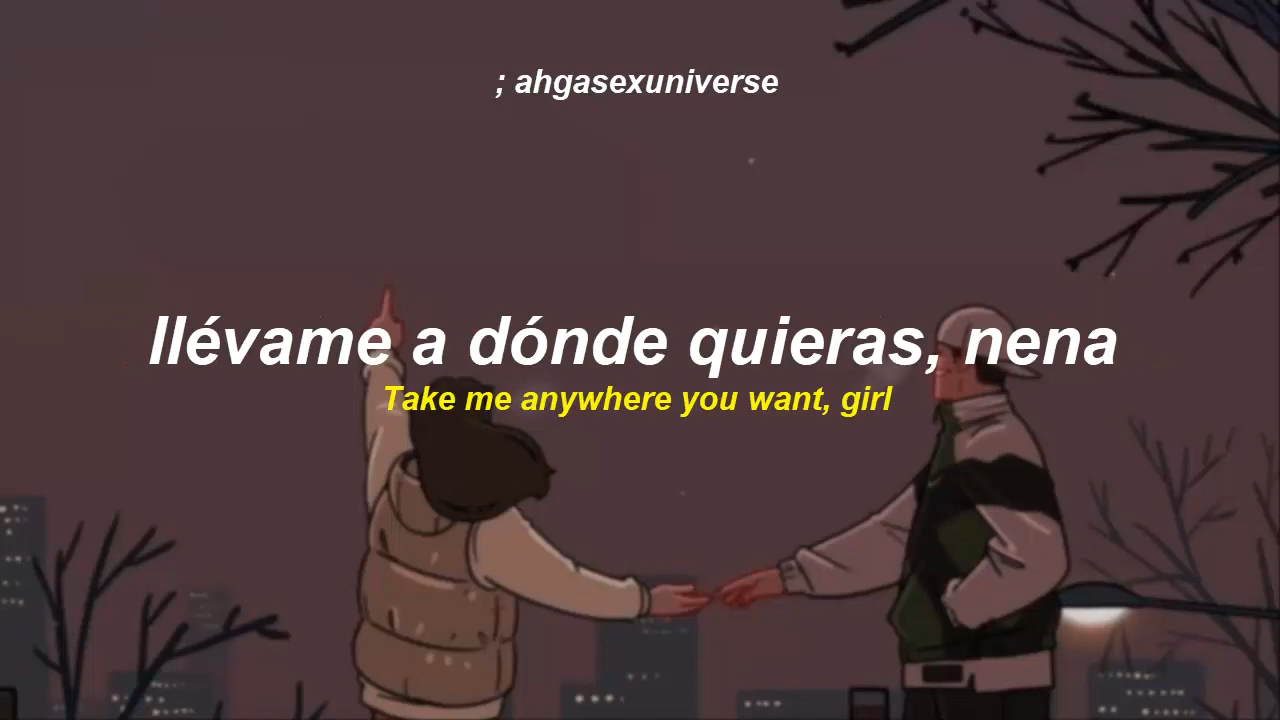 ; ahgasexuniverse
llévame a dónde quieras, nena
Take me anywhere you want, girl